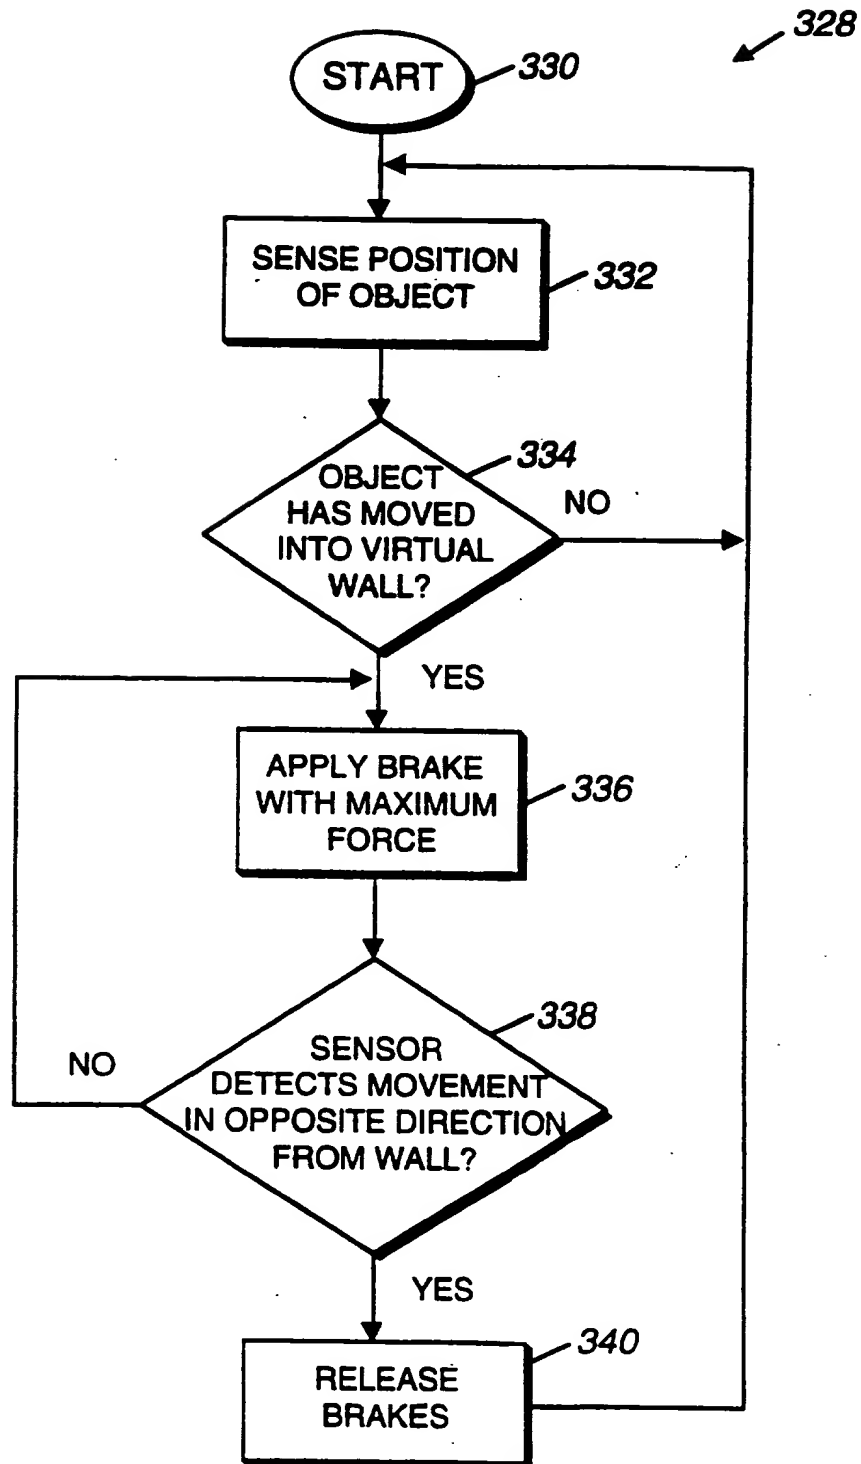 328
START
330
SENSE POSITION
OF OBJECT
332
334
OBJECT
HAS MOVED
INTO VIRTUAL
WALL?
NO
YES
APPLY BRAKE
WITH MAXIMUM
FORCE
336
338
SENSOR
DETECTS MOVEMENT
IN OPPOSITE DIRECTION
FROM WALL?
NO
YES
340
RELEASE
BRAKES